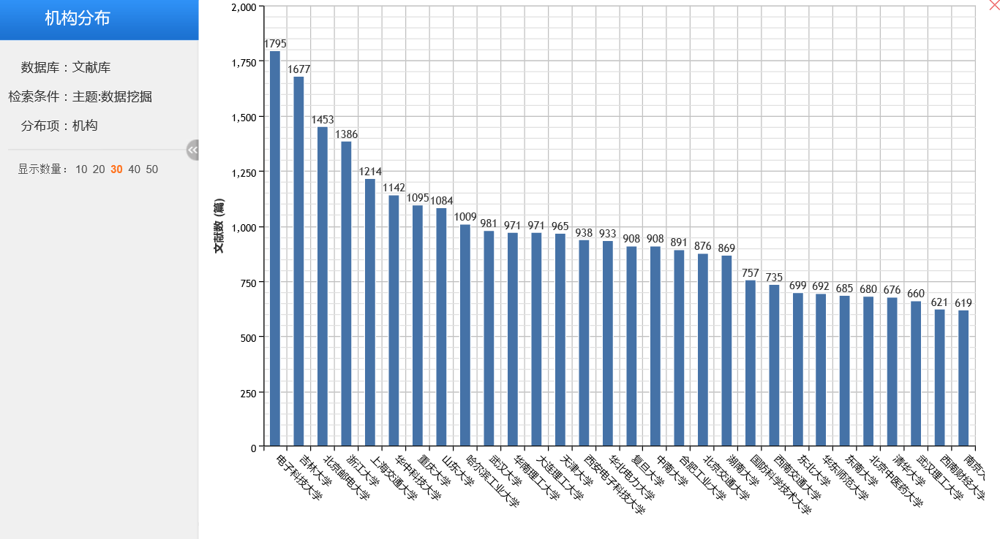 机构分布
数据库：文献库
检索条件：主题:数据挖掘
分布项：机构
显示数量： 10 20 30 40 50
文献数 (篇)
2,000
1,750
1,500
1,250
1,000
750
500
250
0
1795
1677
1453
1386
1214
1142
1095
1084
1009
981
971
971
965
938
933
908
908
891
876
869
757
735
699
692
685
680
676
660
621
619
电子科技大学
吉林大学
北京邮电大学
浙江大学
上海交通大学
华中科技大学
重庆大学
山东大学
哈尔滨工业大学
武汉大学
华南理工大学
大连理工大学
天津大学
西安电子科技大学
华北电力大学
复旦大学
中南大学
合肥工业大学
北京交通大学
湖南大学
国防科学技术大学
西南交通大学
东北大学
华东师范大学
东南大学
北京中医药大学
清华大学
武汉理工大学
西南财经大学
南京